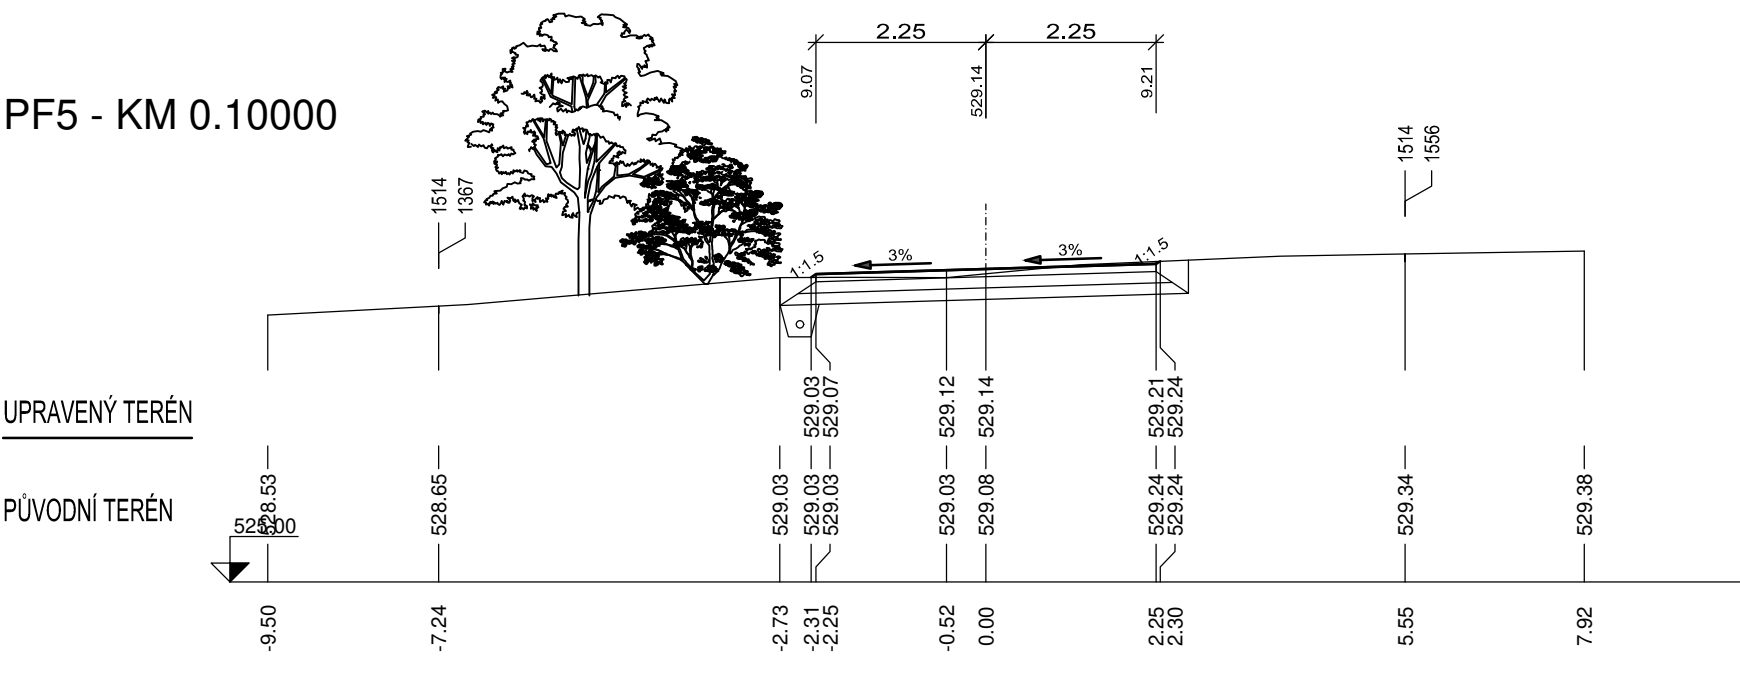 2.25 2.25
9.07 529.14 9.21
PF5 - KM 0.10000
1514 1367
1514 1556
1:1.5 3% 3% 1:1.5
UPRAVENÝ TERÉN 529.03 529.07 529.12 529.14 529.21 529.24
PŮVODNÍ TERÉN 528.53 528.65 529.03 529.03 529.03 529.03 529.08 529.24 529.24 529.34 529.38
525.00
-9.50 -7.24 -2.73 -2.31 -2.25 -0.52 0.00 2.25 2.30 5.55 7.92